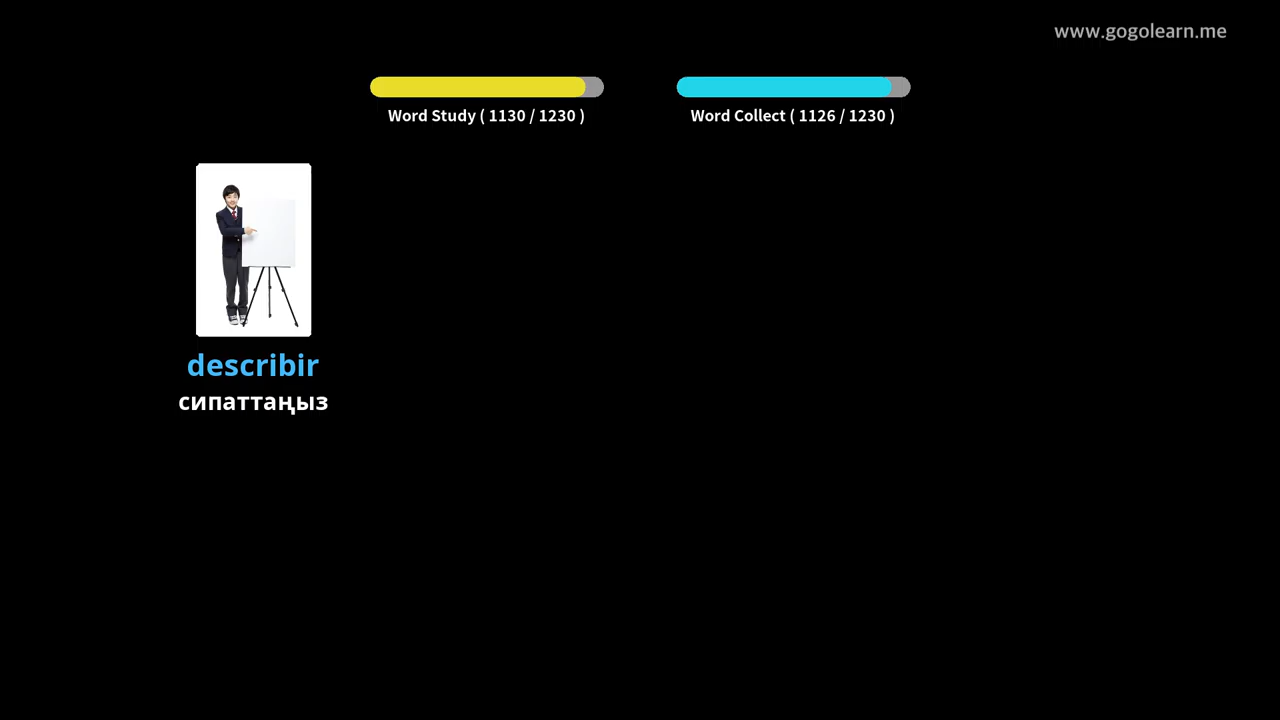 www.gogolearn.me
Word Study ( 1130 / 1230 )
Word Collect ( 1126 / 1230 )
describir
сипаттаңыз